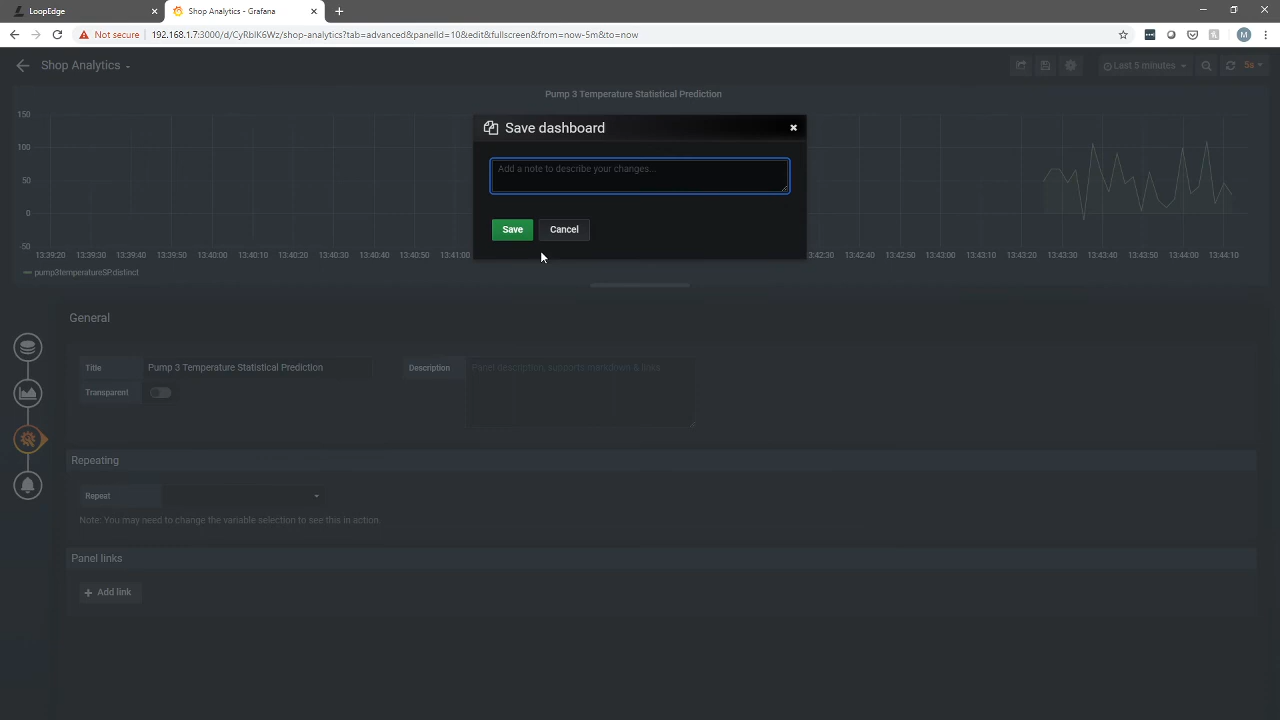 LoopEdge
Shop Analytics - Grafana
Not secure
192.168.1.7:3000/d/CyRbIK6Wz/shop-analytics?tab=advanced&panelId=10&edit&fullscreen&from=now-5m&to=now
M
Shop Analytics
Last 5 minutes
5s
Pump 3 Temperature Statistical Prediction
150
100
50
0
-50
13:39:20 13:39:30 13:39:40 13:39:50 13:40:00 13:40:10 13:40:20 13:40:30 13:40:40 13:40:50 13:41:00 13:42:40 13:42:50 13:43:00 13:43:10 13:43:20 13:43:30 13:43:40 13:43:50 13:44:00 13:44:10
pump3temperatureSP.distinct
Save dashboard
Add a note to describe your changes...
Save
Cancel
General
Title
Pump 3 Temperature Statistical Prediction
Description
Panel description, supports markdown & links
Transparent
Repeating
Repeat
Note: You may need to change the variable selection to see this in action.
Panel links
+ Add link